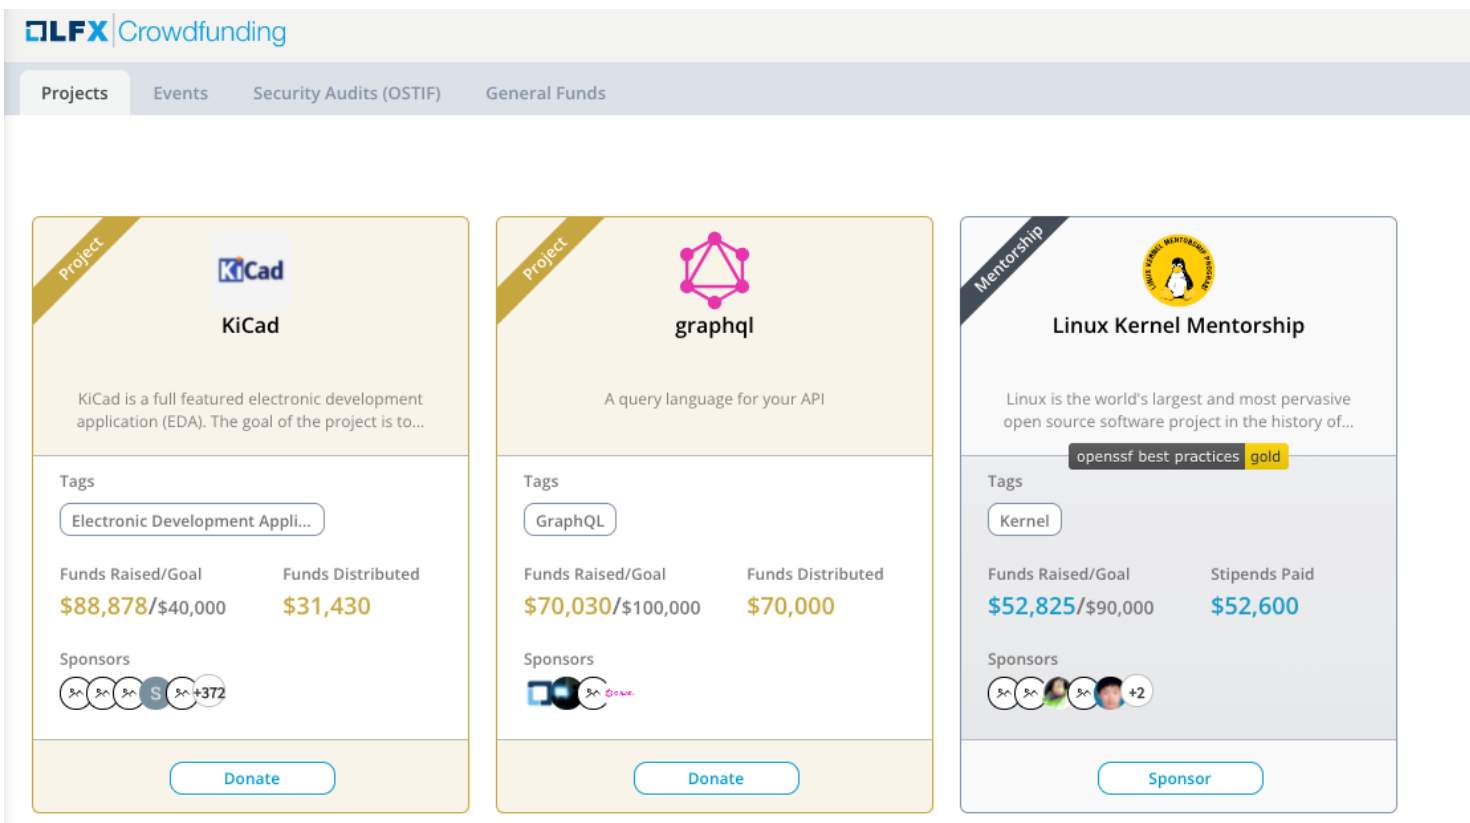 LFX Crowdfunding
Projects Events Security Audits (OSTIF) General Funds
Project
KiCad
KiCad
KiCad is a full featured electronic development
application (EDA). The goal of the project is to...
Tags
Electronic Development Appli...
Funds Raised/Goal Funds Distributed
$88,878/$40,000 $31,430
Sponsors
S +372
Donate
Project
graphql
A query language for your API
Tags
GraphQL
Funds Raised/Goal Funds Distributed
$70,030/$100,000 $70,000
Sponsors
Donate
Mentorship
LINUX KERNEL MENTORSHIP PROGRAM
Linux Kernel Mentorship
Linux is the world's largest and most pervasive
open source software project in the history of...
openssf best practices gold
Tags
Kernel
Funds Raised/Goal Stipends Paid
$52,825/$90,000 $52,600
Sponsors
+2
Sponsor